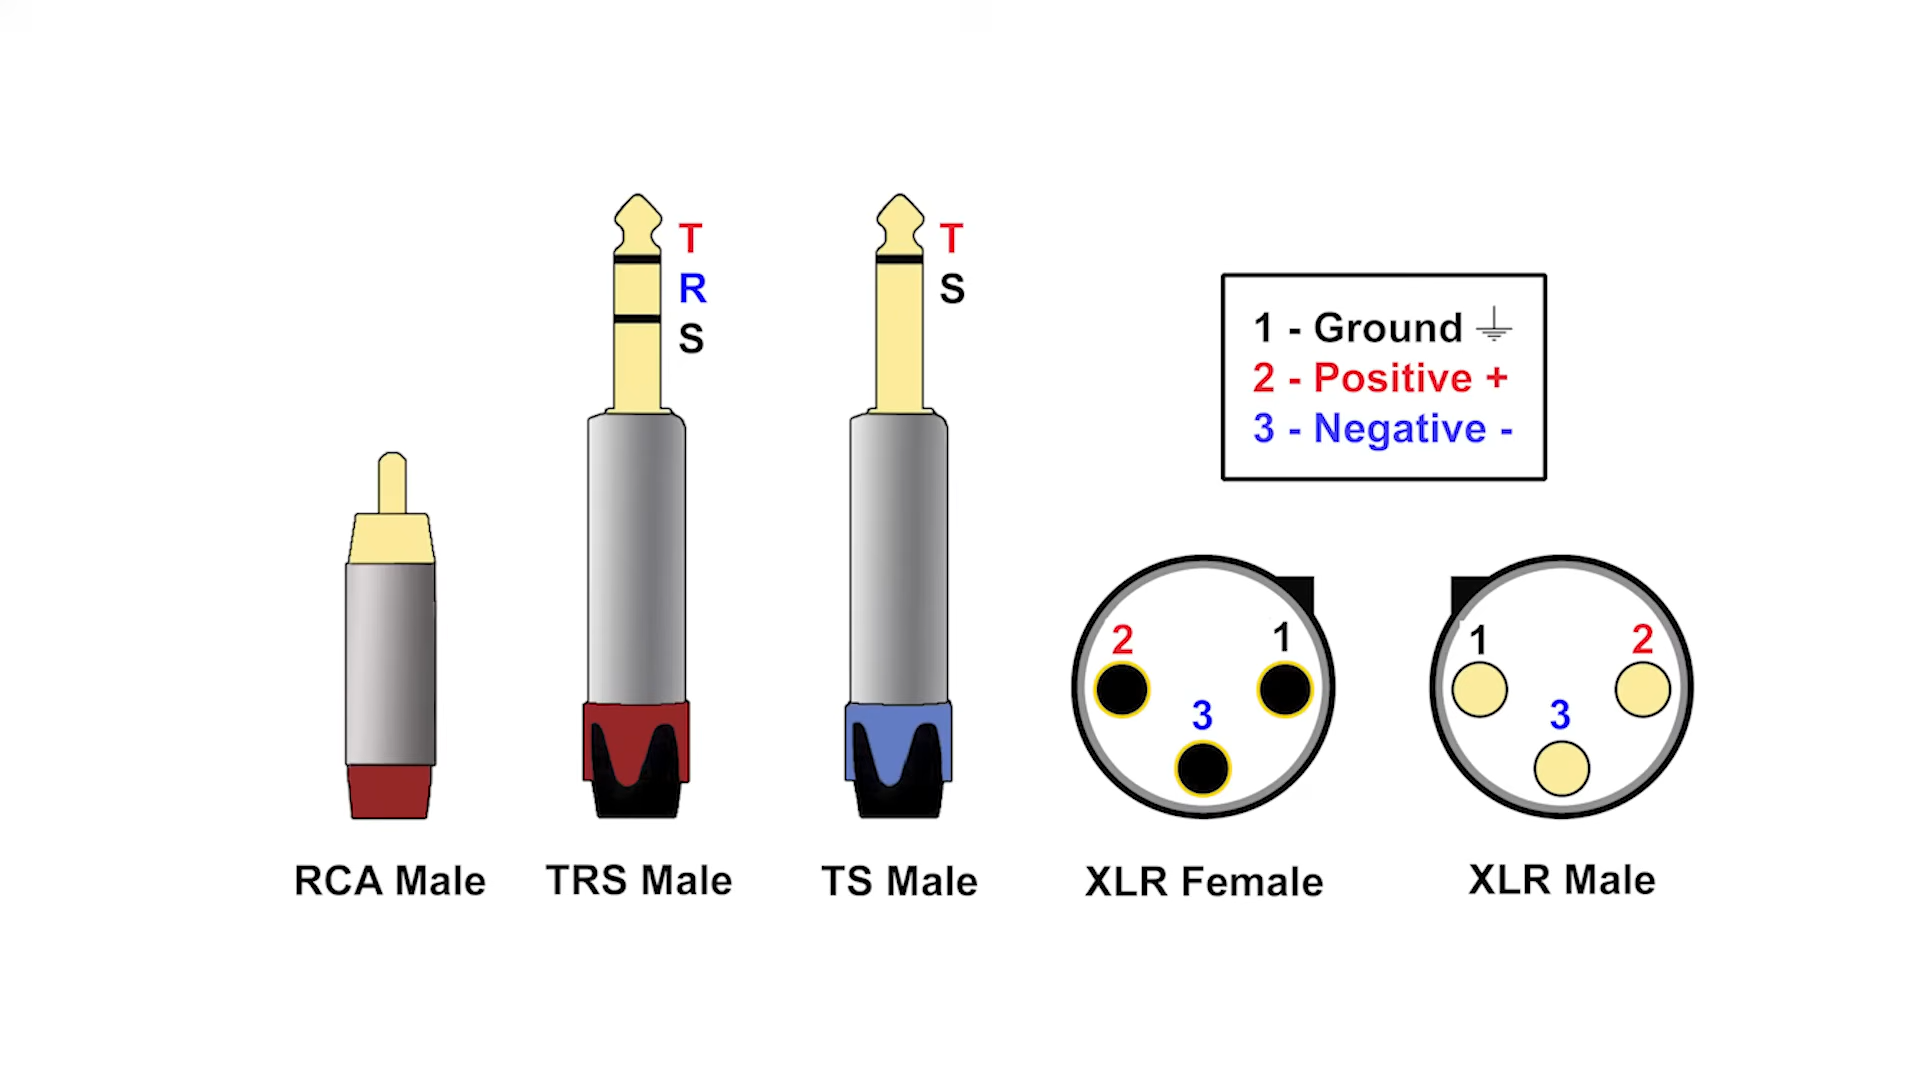 T
R
S
T
S
1 - Ground
2 - Positive +
3 - Negative -
2
1
3
1
2
3
RCA Male
TRS Male
TS Male
XLR Female
XLR Male